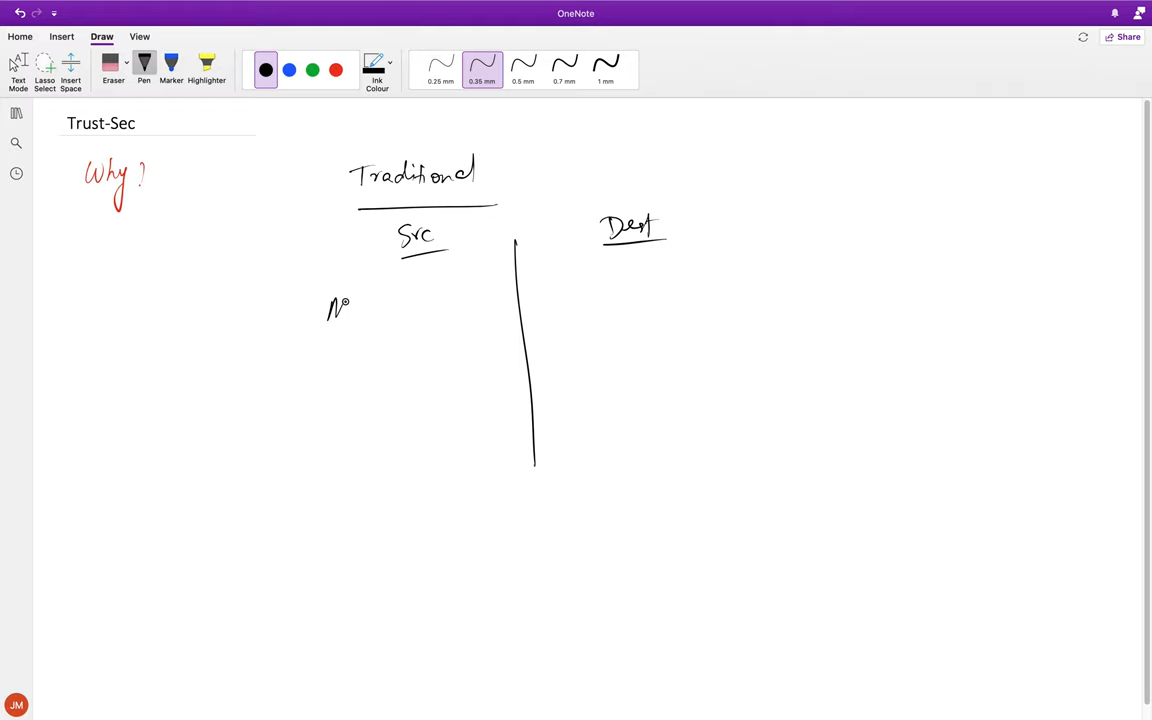 OneNote
Home Insert Draw View
Share
Text Mode
Lasso Select
Insert Space
Eraser
Pen
Marker
Highlighter
Ink Colour
0.25 mm 0.35 mm 0.5 mm 0.7 mm 1 mm
Trust-Sec
Why?
Traditional
Src
Dest
JM